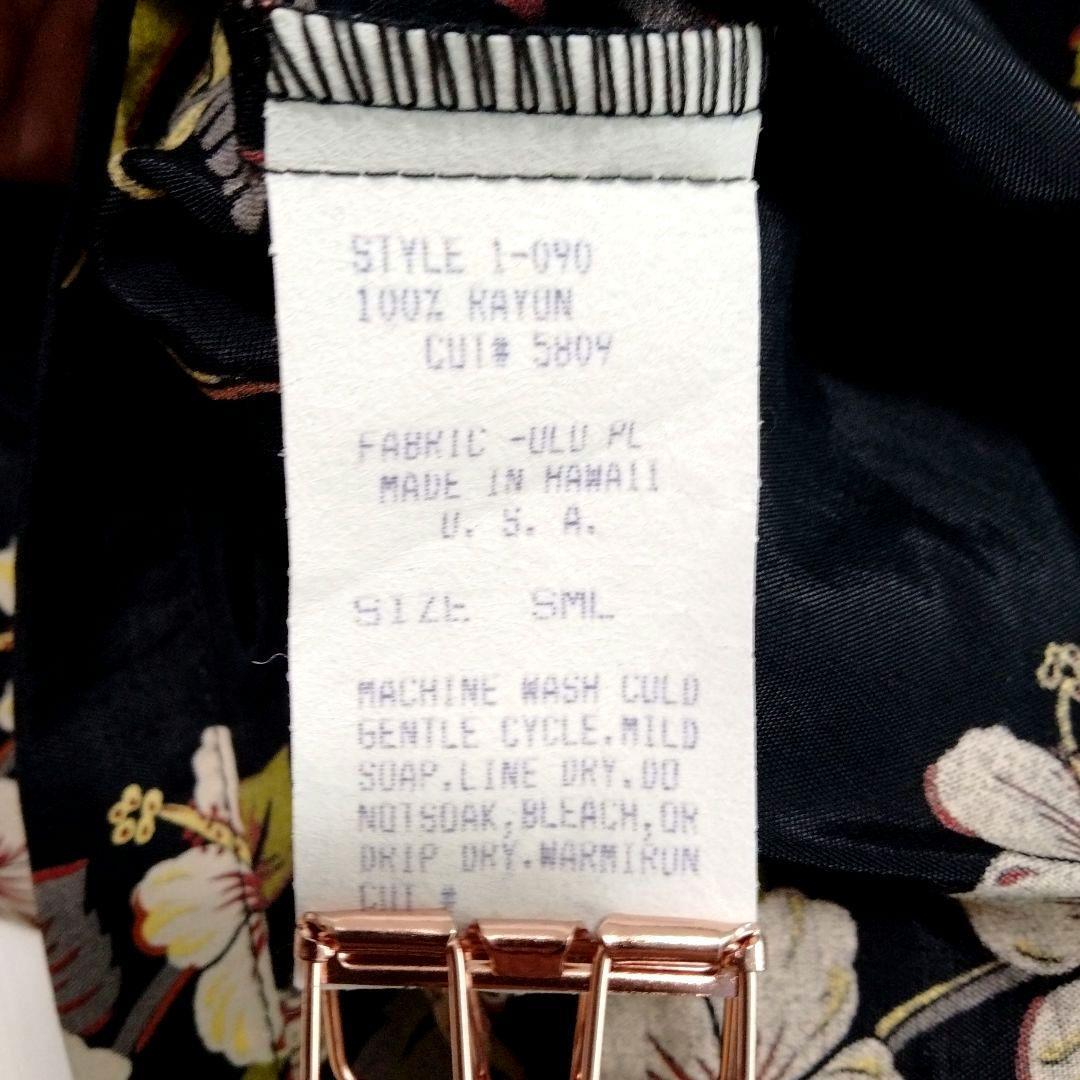 STYLE 1-090
100% RAYON
CUT# 5809
FABRIC -ULU PL
MADE IN HAWAII
U. S. A.
SIZE SML
MACHINE WASH COLD
GENTLE CYCLE.MILD
SOAP.LINE DRY.DO
NOTSOAK,BLEACH,OR
DRIP DRY.WARMIRON
CUT #